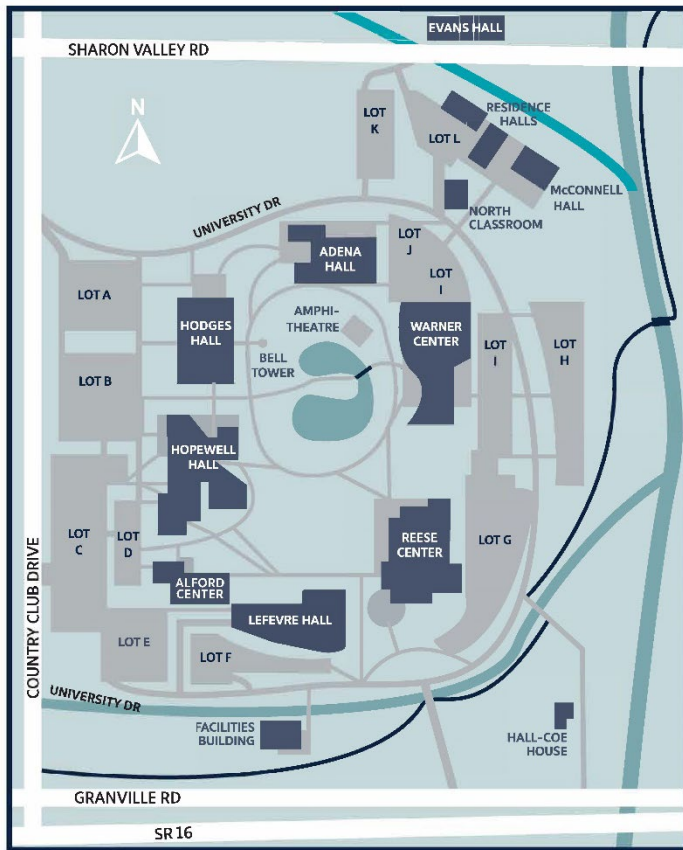 EVANS HALL
SHARON VALLEY RD
N
LOT
K
LOT L
RESIDENCE
HALLS
McCONNELL
HALL
NORTH
CLASSROOM
UNIVERSITY DR
ADENA
HALL
LOT
J
LOT
I
LOT A
HODGES
HALL
AMPHI-
THEATRE
BELL
TOWER
WARNER
CENTER
LOT
I
LOT
H
LOT B
HOPEWELL
HALL
LOT
C
LOT
D
REESE
CENTER
LOT G
ALFORD
CENTER
LEFEVRE HALL
LOT E
LOT F
COUNTRY CLUB DRIVE
UNIVERSITY DR
FACILITIES
BUILDING
HALL-COE
HOUSE
GRANVILLE RD
SR 16